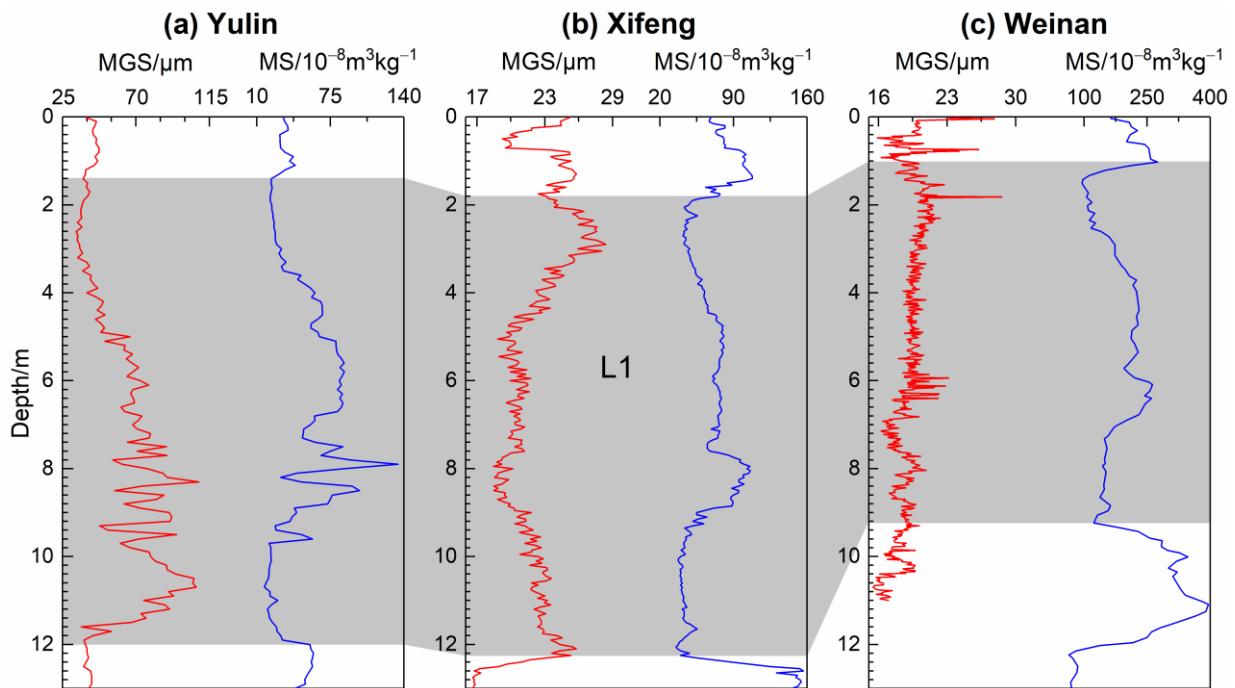 (a) Yulin (b) Xifeng (c) Weinan
MGS/µm MS/10⁻⁸m³kg⁻¹ MGS/µm MS/10⁻⁸m³kg⁻¹ MGS/µm MS/10⁻⁸m³kg⁻¹
25 70 115 10 75 140 17 23 29 20 90 160 16 23 30 100 250 400
0 0 0
2 2 2
4 4 4
L1
6 6 6
Depth/m
8 8 8
10 10 10
12 12 12